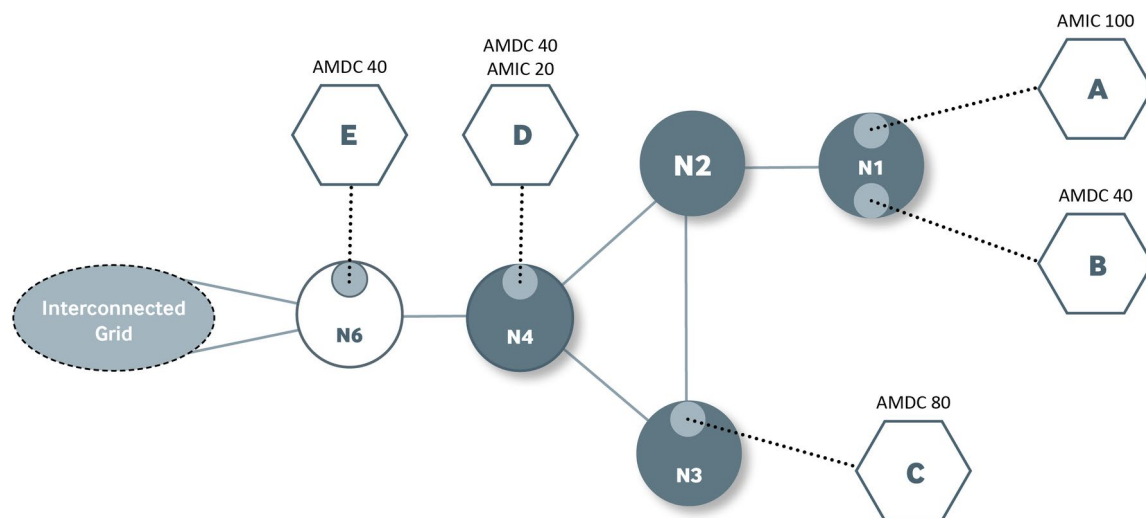 AMIC 100
AMDC 40
AMDC 40
AMIC 20
A
E
D
N2
N1
AMDC 40
B
Interconnected
Grid
N6
N4
AMDC 80
N3
C